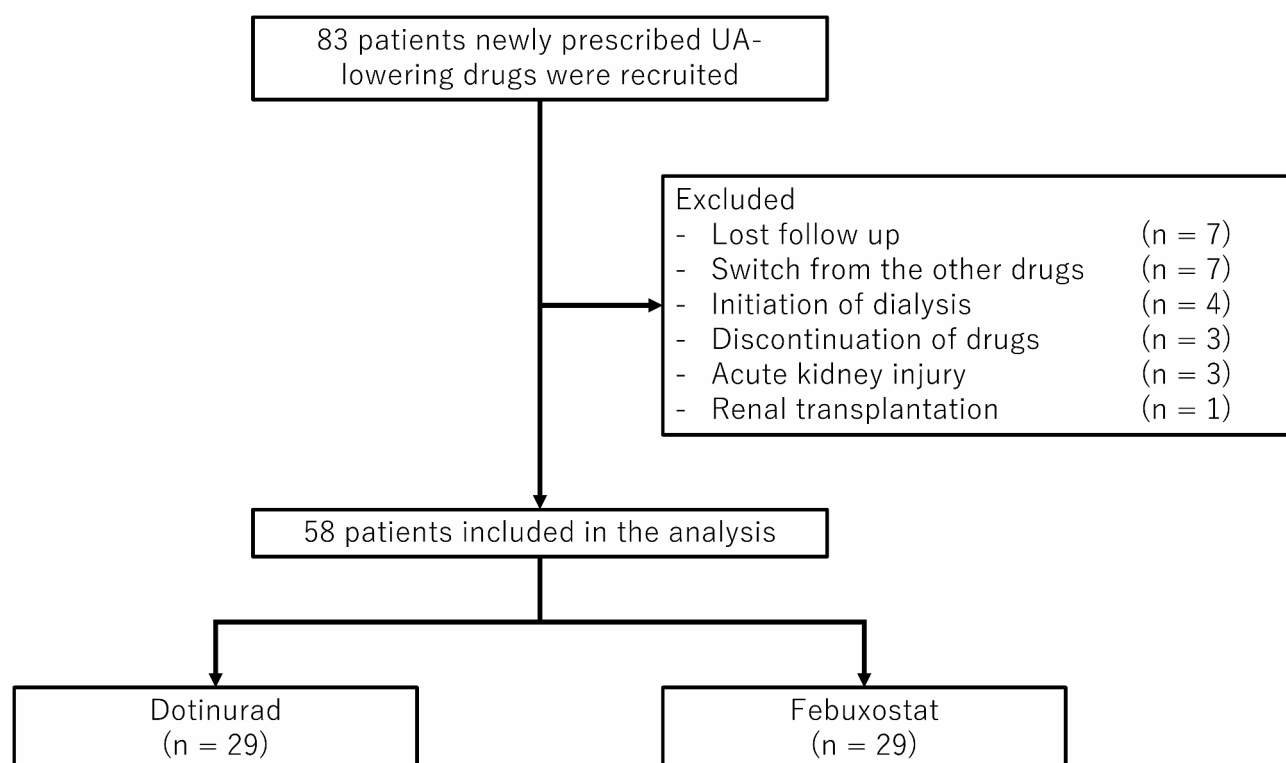 83 patients newly prescribed UA-
lowering drugs were recruited
Excluded
- Lost follow up (n = 7)
- Switch from the other drugs (n = 7)
- Initiation of dialysis (n = 4)
- Discontinuation of drugs (n = 3)
- Acute kidney injury (n = 3)
- Renal transplantation (n = 1)
58 patients included in the analysis
Dotinurad
(n = 29)
Febuxostat
(n = 29)